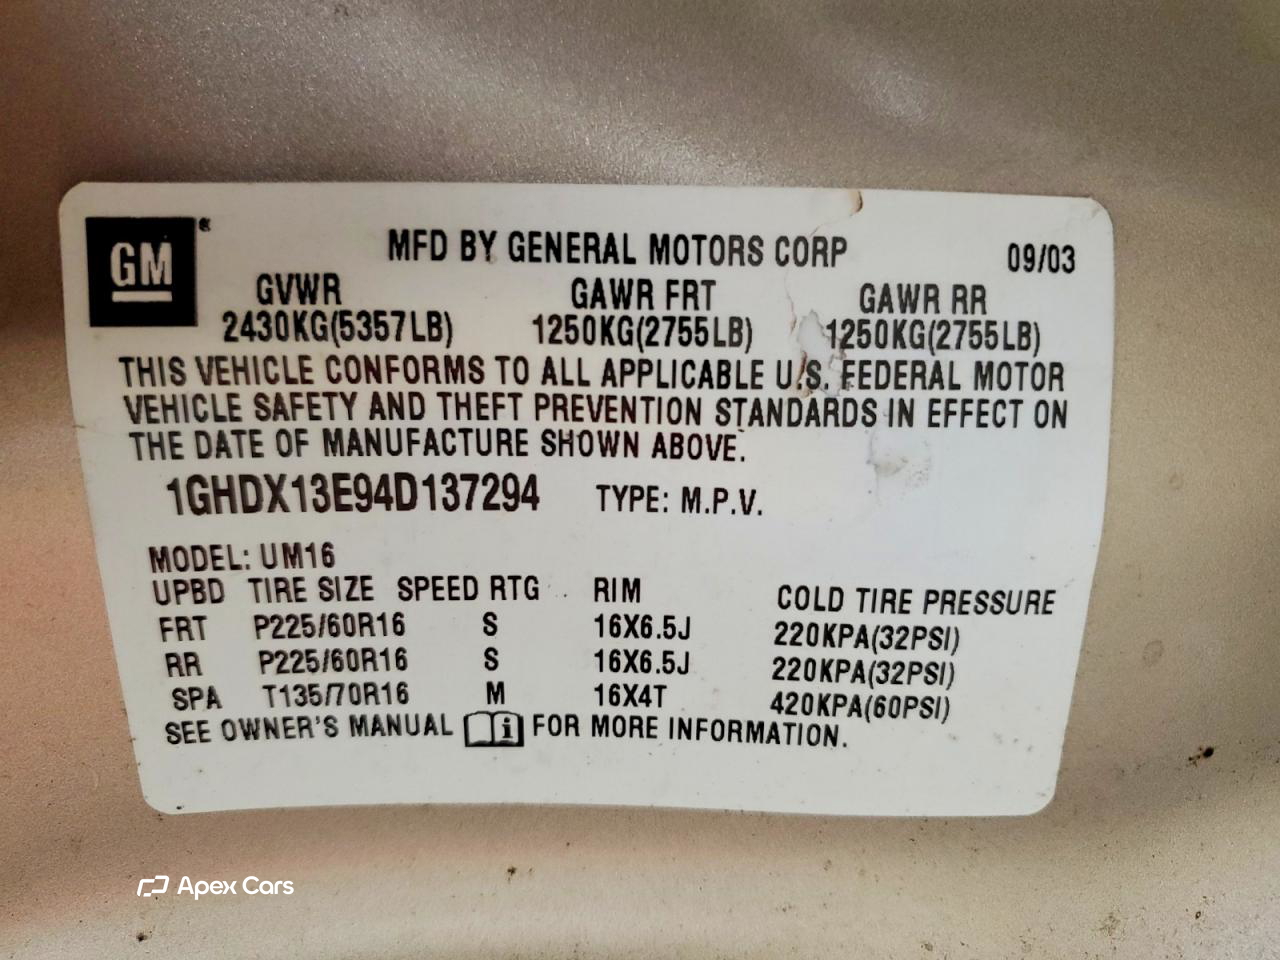 GM ®
MFD BY GENERAL MOTORS CORP 09/03
GVWR GAWR FRT GAWR RR
2430KG(5357LB) 1250KG(2755LB) 1250KG(2755LB)
THIS VEHICLE CONFORMS TO ALL APPLICABLE U.S. FEDERAL MOTOR
VEHICLE SAFETY AND THEFT PREVENTION STANDARDS IN EFFECT ON
THE DATE OF MANUFACTURE SHOWN ABOVE.
1GHDX13E94D137294 TYPE: M.P.V.
MODEL: UM16
UPBD TIRE SIZE SPEED RTG RIM COLD TIRE PRESSURE
FRT P225/60R16 S 16X6.5J 220KPA(32PSI)
RR P225/60R16 S 16X6.5J 220KPA(32PSI)
SPA T135/70R16 M 16X4T 420KPA(60PSI)
SEE OWNER'S MANUAL i FOR MORE INFORMATION.
Apex Cars